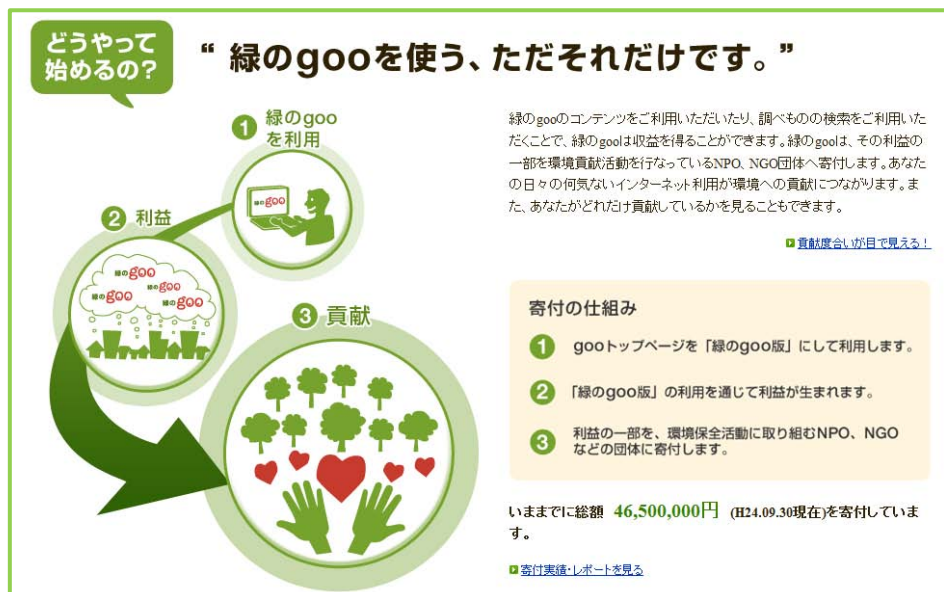 どうやって
始めるの?
“ 緑のgooを使う、ただそれだけです。”
1 緑のgoo
を利用
緑のgoo
2 利益
緑のgoo
緑のgoo
緑のgoo
緑のgoo
3 貢献
緑のgooのコンテンツをご利用いただいたり、調べものの検索をご利用いた
だくことで、緑のgooは収益を得ることができます。緑のgooは、その利益の
一部を環境貢献活動を行なっているNPO、NGO団体へ寄付します。あなた
の日々の何気ないインターネット利用が環境への貢献につながります。ま
た、あなたがどれだけ貢献しているかを見ることもできます。
貢献度合いが目で見える!
寄付の仕組み
1 gooトップページを「緑のgoo版」にして利用します。
2 「緑のgoo版」の利用を通じて利益が生まれます。
3 利益の一部を、環境保全活動に取り組むNPO、NGO
などの団体に寄付します。
いままでに総額 46,500,000円 (H24.09.30現在)を寄付していま
す。
寄付実績・レポートを見る